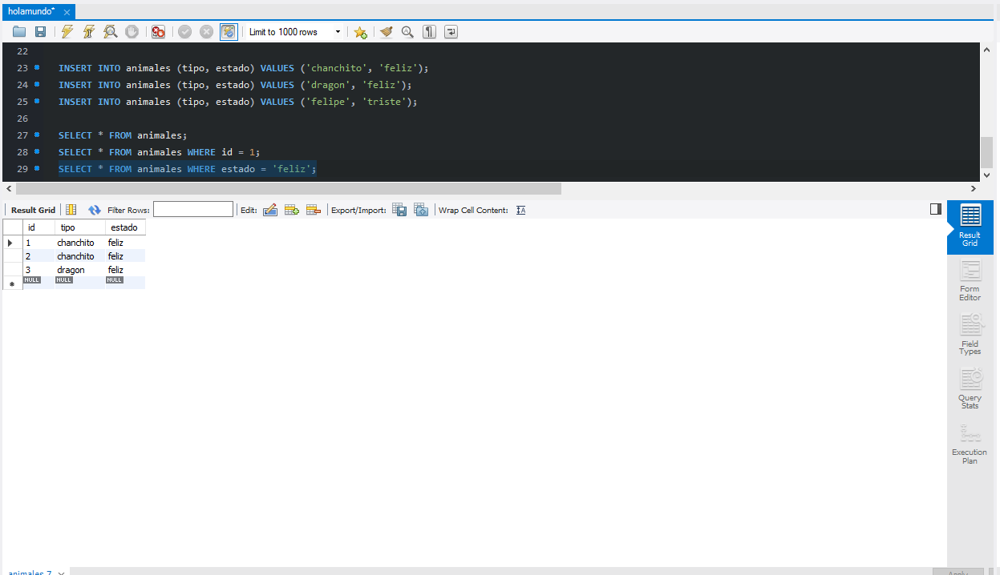 holamundo*
Limit to 1000 rows
22
23 INSERT INTO animales (tipo, estado) VALUES ('chanchito', 'feliz');
24 INSERT INTO animales (tipo, estado) VALUES ('dragon', 'feliz');
25 INSERT INTO animales (tipo, estado) VALUES ('felipe', 'triste');
26
27 SELECT * FROM animales;
28 SELECT * FROM animales WHERE id = 1;
29 SELECT * FROM animales WHERE estado = 'feliz';
Result Grid Filter Rows: Edit: Export/Import: Wrap Cell Content:
id tipo estado
1 chanchito feliz
2 chanchito feliz
3 dragon feliz
NULL NULL NULL
Result
Grid
Form
Editor
Field
Types
Query
Stats
Execution
Plan
animales 7
Apply